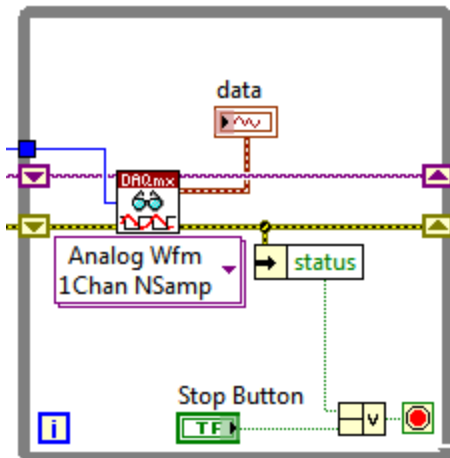 data
DAQmx
Analog Wfm
1Chan NSamp
status
Stop Button
TF
i
v